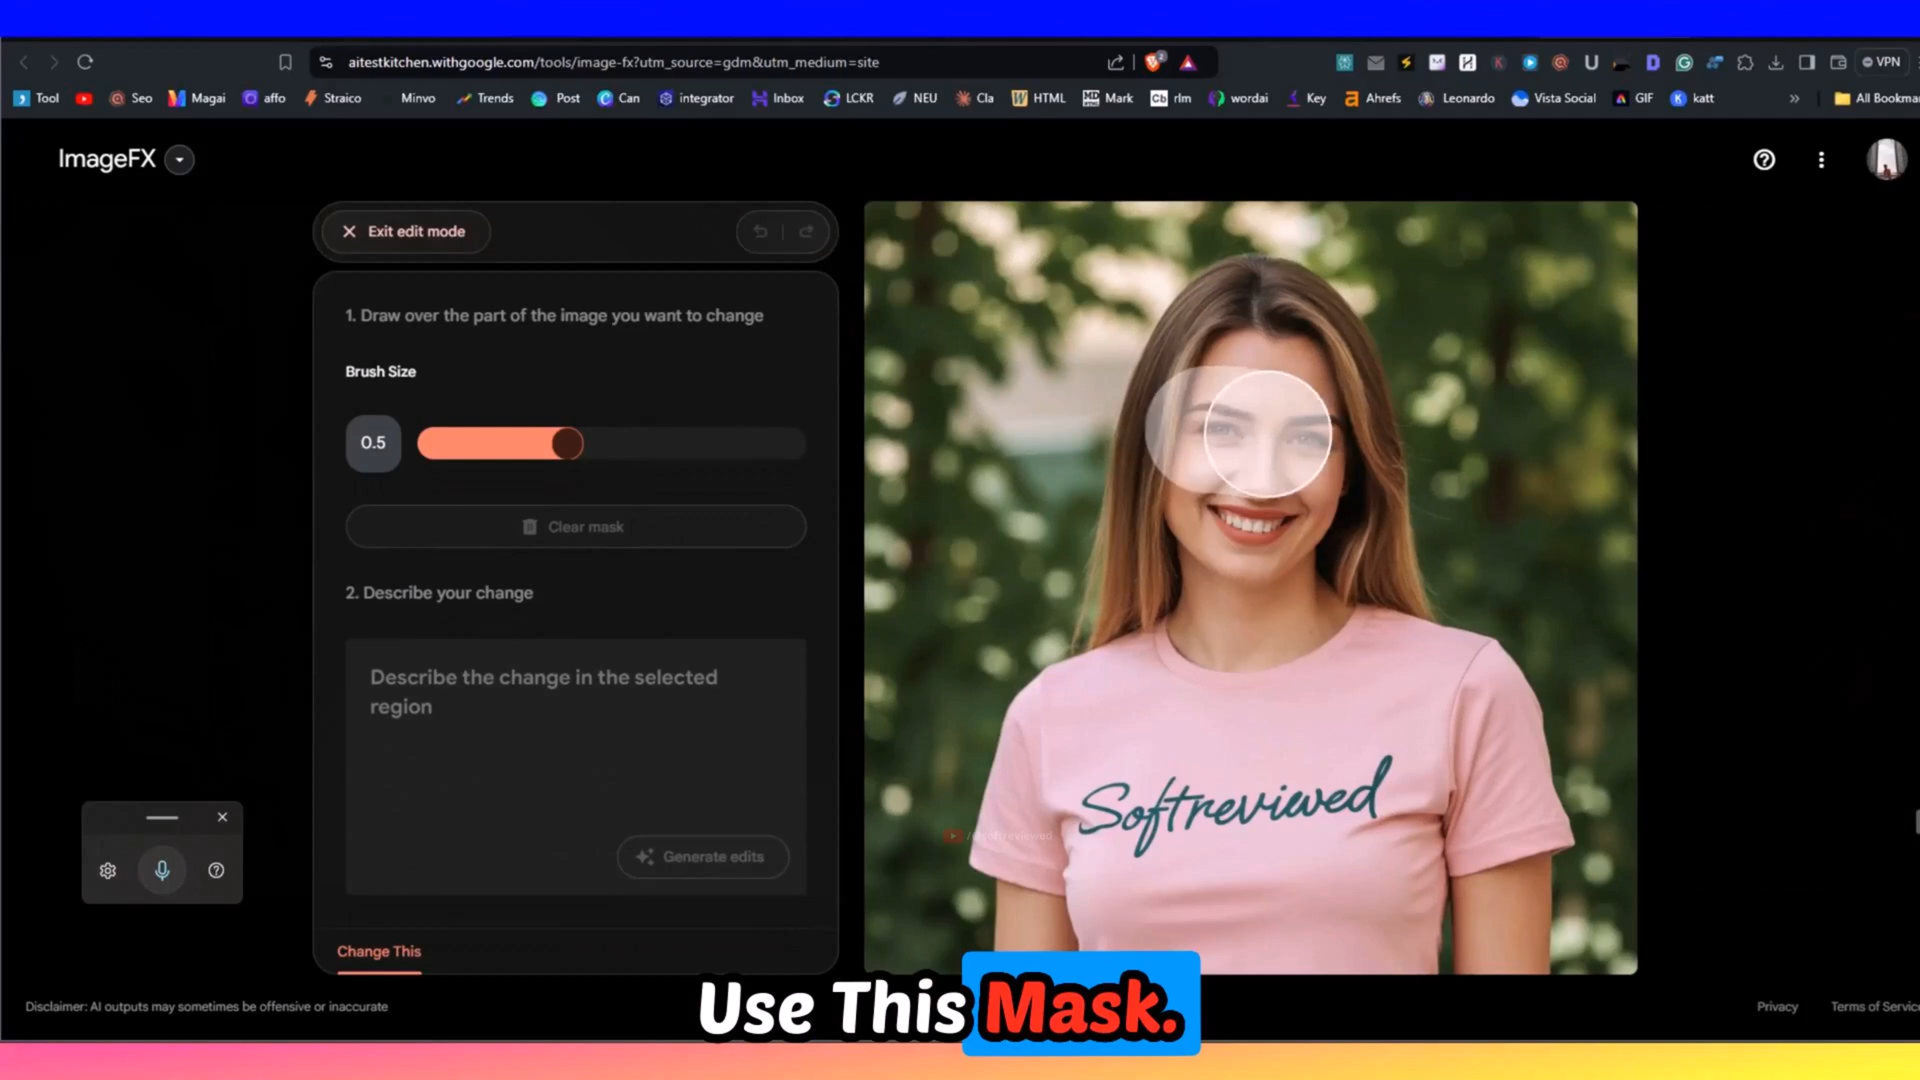 aitestkitchen.withgoogle.com/tools/image-fx?utm_source=gdm&utm_medium=site
VPN
Tool Seo Magai affo Straico Minvo Trends Post Can integrator Inbox LCKR NEU Cla HTML Mark rlm wordai Key Ahrefs Leonardo Vista Social GIF katt » All Bookmar
ImageFX
Exit edit mode
1. Draw over the part of the image you want to change
Brush Size
0.5
Clear mask
2. Describe your change
Describe the change in the selected
region
Generate edits
Change This
Softreviewed
/@softreviewed
Use This Mask.
Disclaimer: AI outputs may sometimes be offensive or inaccurate
Privacy Terms of Servic